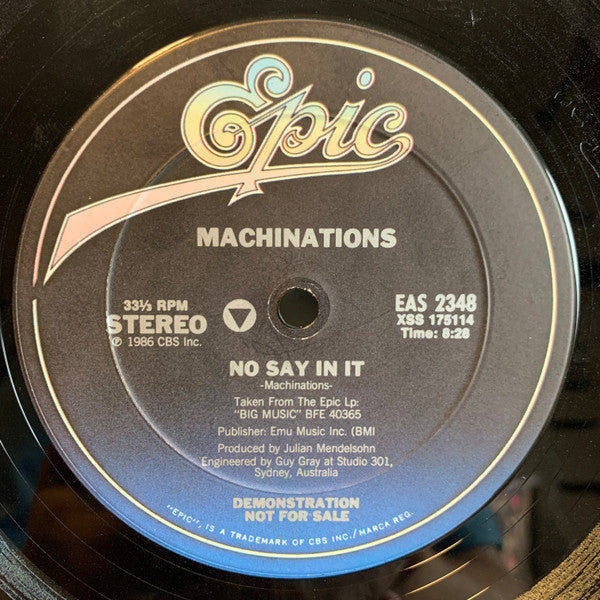 Epic
MACHINATIONS
33⅓ RPM
STEREO
℗ 1986 CBS Inc.
EAS 2348
XSS 175114
Time: 8:28
NO SAY IN IT
-Machinations-
Taken From The Epic Lp:
"BIG MUSIC" BFE 40365
Publisher: Emu Music Inc. (BMI
Produced by Julian Mendelsohn
Engineered by Guy Gray at Studio 301,
Sydney, Australia
DEMONSTRATION
NOT FOR SALE
"EPIC", IS A TRADEMARK OF CBS INC./MARCA REG.